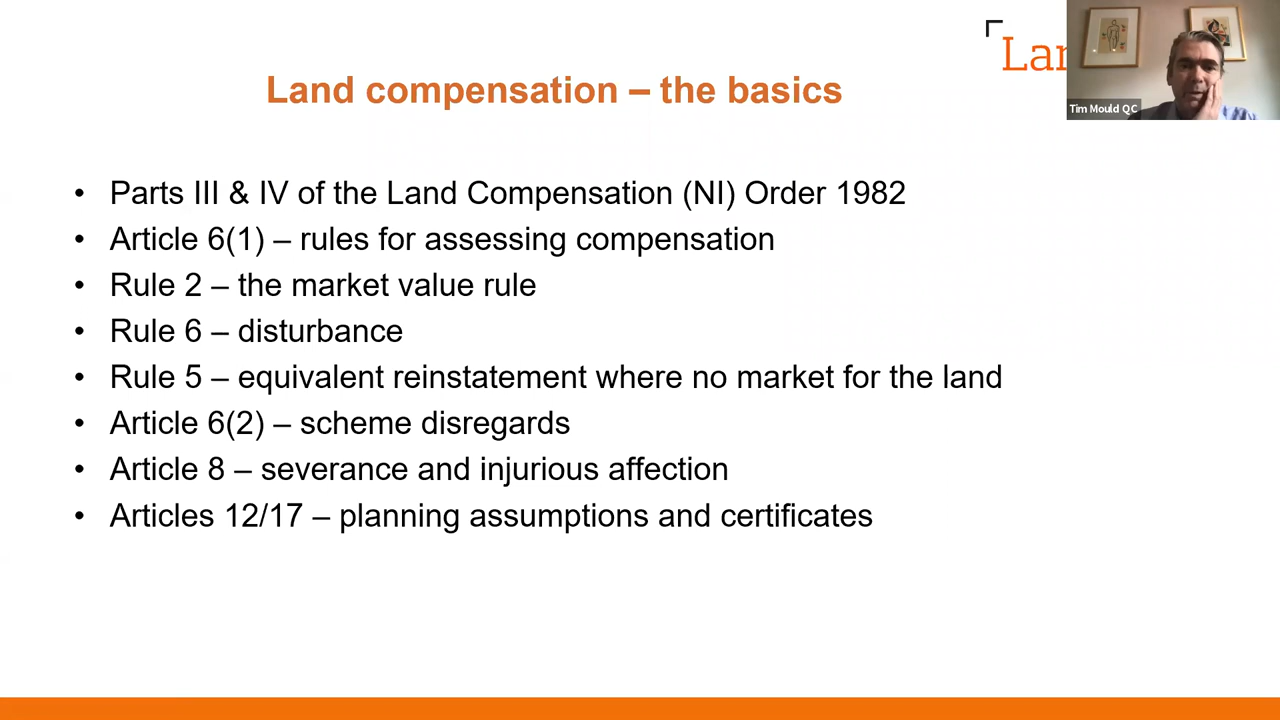 Land compensation – the basics
Tim Mould QC
• Parts III & IV of the Land Compensation (NI) Order 1982
• Article 6(1) – rules for assessing compensation
• Rule 2 – the market value rule
• Rule 6 – disturbance
• Rule 5 – equivalent reinstatement where no market for the land
• Article 6(2) – scheme disregards
• Article 8 – severance and injurious affection
• Articles 12/17 – planning assumptions and certificates